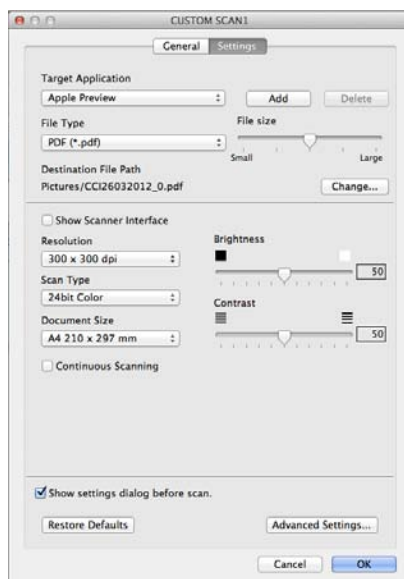 CUSTOM SCAN1
General Settings
Target Application
Apple Preview Add Delete
File Type File size
PDF (*.pdf)
Small Large
Destination File Path
Pictures/CCI26032012_0.pdf Change...
Show Scanner Interface
Resolution Brightness
300 x 300 dpi 50
Scan Type
24bit Color Contrast
Document Size
A4 210 x 297 mm 50
Continuous Scanning
Show settings dialog before scan.
Restore Defaults Advanced Settings...
Cancel OK